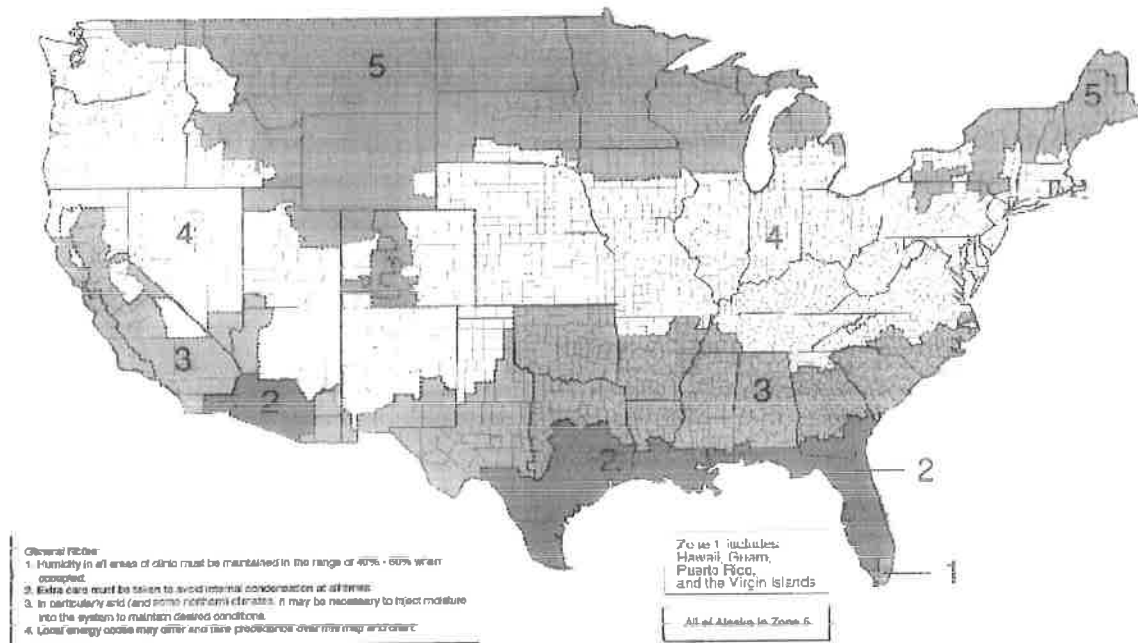 5
5
4
4
3
3
2
2
2
1
General Notes
1. Humidity in all areas of clinic must be maintained in the range of 40% - 60% when
occupied.
2. Extra care must be taken to avoid internal condensation at all times
3. In particularly arid (and some northern) climates, it may be necessary to inject moisture
into the system to maintain desired conditions.
4. Local energy codes may differ and take precedence over this map and chart.
Zone 1 includes
Hawaii, Guam,
Puerto Rico,
and the Virgin Islands
All of Alaska in Zone